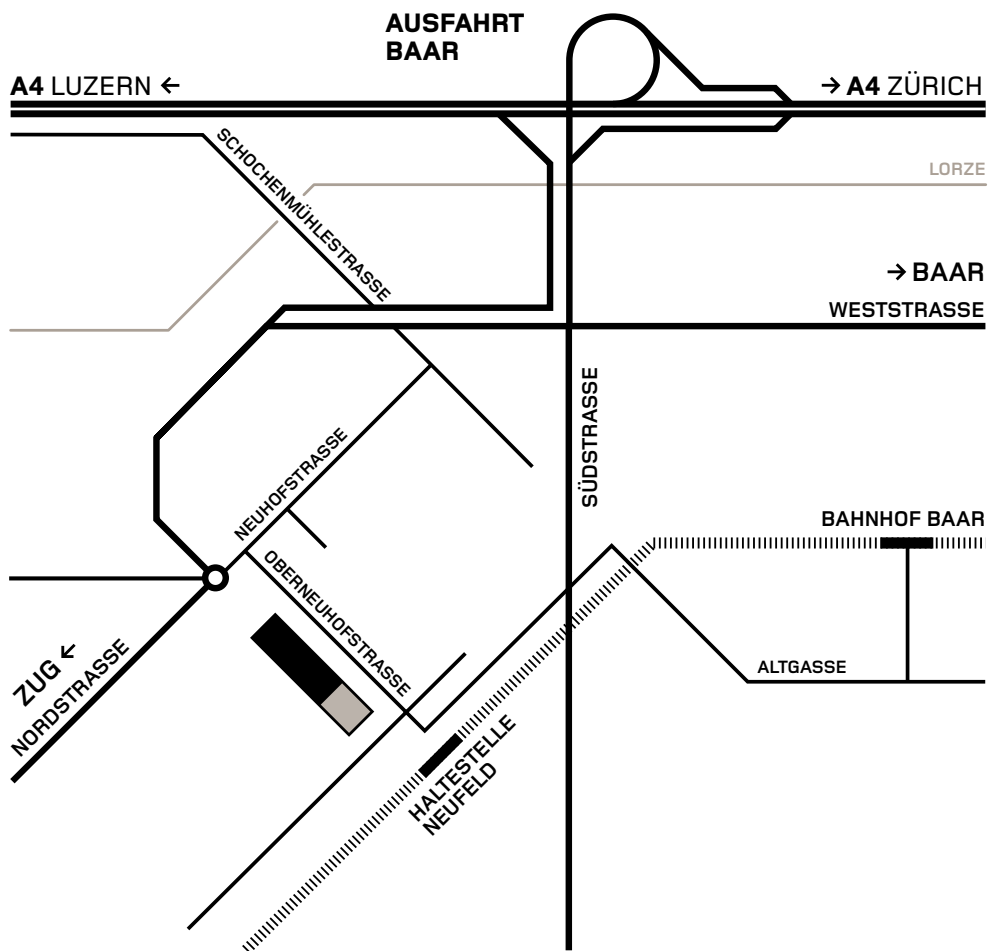 AUSFAHRT
BAAR
A4 LUZERN ←
→ A4 ZÜRICH
SCHOCHENMÜHLESTRASSE
LORZE
→ BAAR
WESTSTRASSE
SÜDSTRASSE
NEUHOFSTRASSE
BAHNHOF BAAR
OBERNEUHOFSTRASSE
ZUG ←
NORDSTRASSE
ALTGASSE
HALTESTELLE
NEUFELD